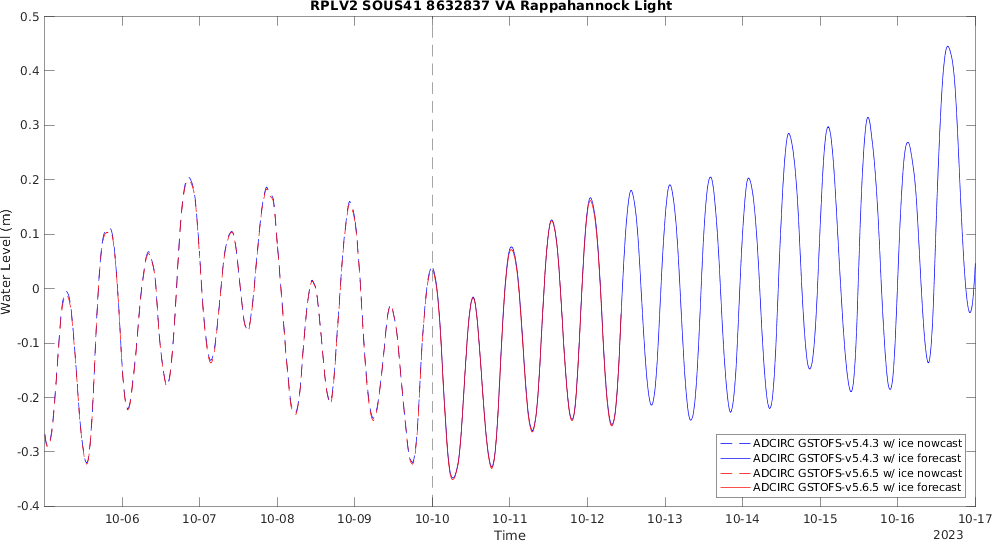 RPLV2 SOUS41 8632837 VA Rappahannock Light
Water Level (m)
0.5
0.4
0.3
0.2
0.1
0
-0.1
-0.2
-0.3
-0.4
ADCIRC GSTOFS-v5.4.3 w/ ice nowcast
ADCIRC GSTOFS-v5.4.3 w/ ice forecast
ADCIRC GSTOFS-v5.6.5 w/ ice nowcast
ADCIRC GSTOFS-v5.6.5 w/ ice forecast
10-06 10-07 10-08 10-09 10-10 10-11 10-12 10-13 10-14 10-15 10-16 10-17
Time
2023